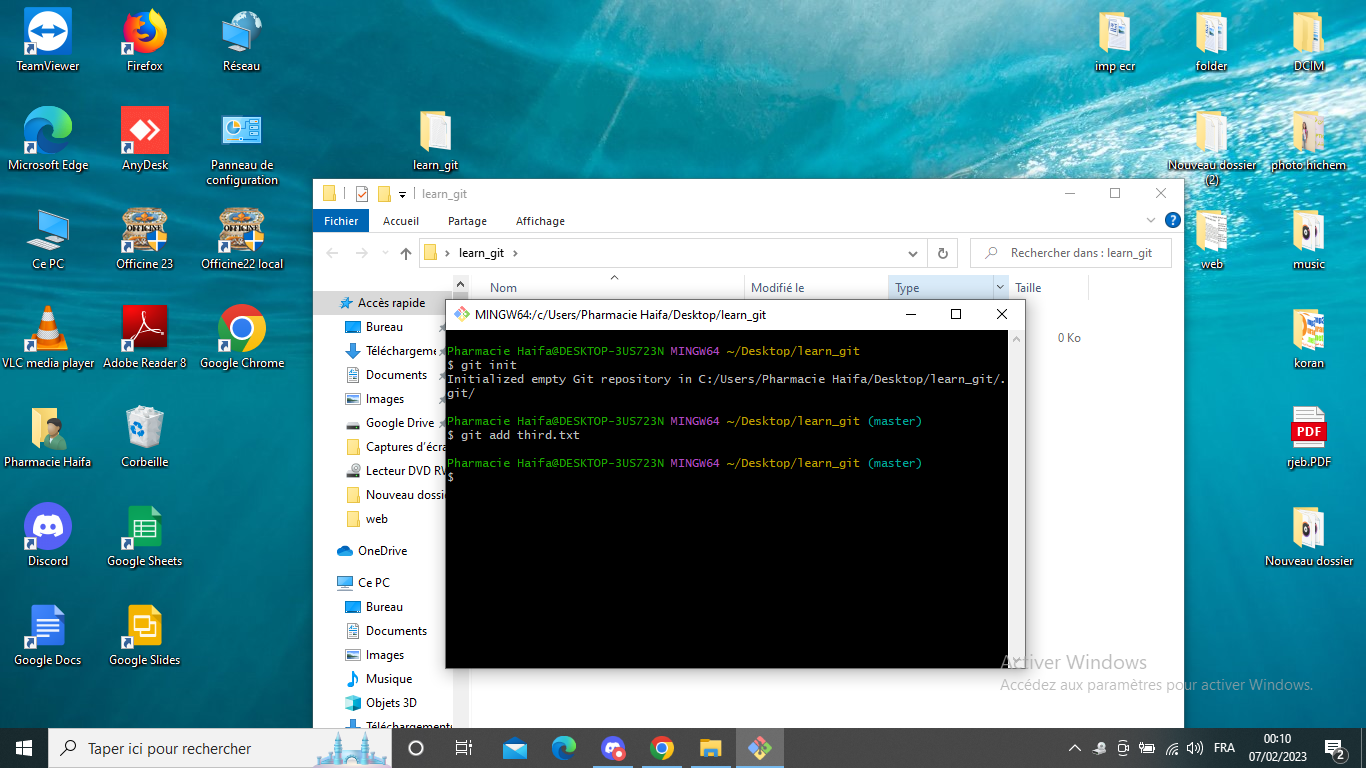 TeamViewer
Firefox
Réseau
imp ecr
folder
DCIM
Microsoft Edge
AnyDesk
Panneau de
configuration
learn_git
Nouveau dossier
(2)
photo hichem
Ce PC
OFFICINE
Officine 23
OFFICINE
Officine22 local
web
music
VLC media player
Adobe Reader 8
Google Chrome
koran
Pharmacie Haifa
Corbeille
PDF
rjeb.PDF
Discord
Google Sheets
Nouveau dossier
Google Docs
Google Slides
learn_git
Fichier
Accueil
Partage
Affichage
learn_git
Rechercher dans : learn_git
Nom
Modifié le
Type
Taille
0 Ko
Accès rapide
Bureau
Téléchargeme
Documents
Images
Google Drive
Captures d'écra
Lecteur DVD RW
Nouveau dossi
web
OneDrive
Ce PC
Bureau
Documents
Images
Musique
Objets 3D
Téléchargement
MINGW64:/c/Users/Pharmacie Haifa/Desktop/learn_git
Pharmacie Haifa@DESKTOP-3US723N MINGW64 ~/Desktop/learn_git
$ git init
Initialized empty Git repository in C:/Users/Pharmacie Haifa/Desktop/learn_git/.
git/
Pharmacie Haifa@DESKTOP-3US723N MINGW64 ~/Desktop/learn_git (master)
$ git add third.txt
Pharmacie Haifa@DESKTOP-3US723N MINGW64 ~/Desktop/learn_git (master)
$
Activer Windows
Accédez aux paramètres pour activer Windows.
Taper ici pour rechercher
FRA
00:10
07/02/2023
2